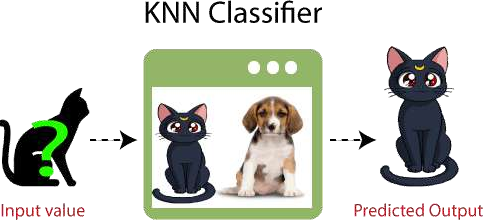 KNN Classifier
?
Input value
Predicted Output